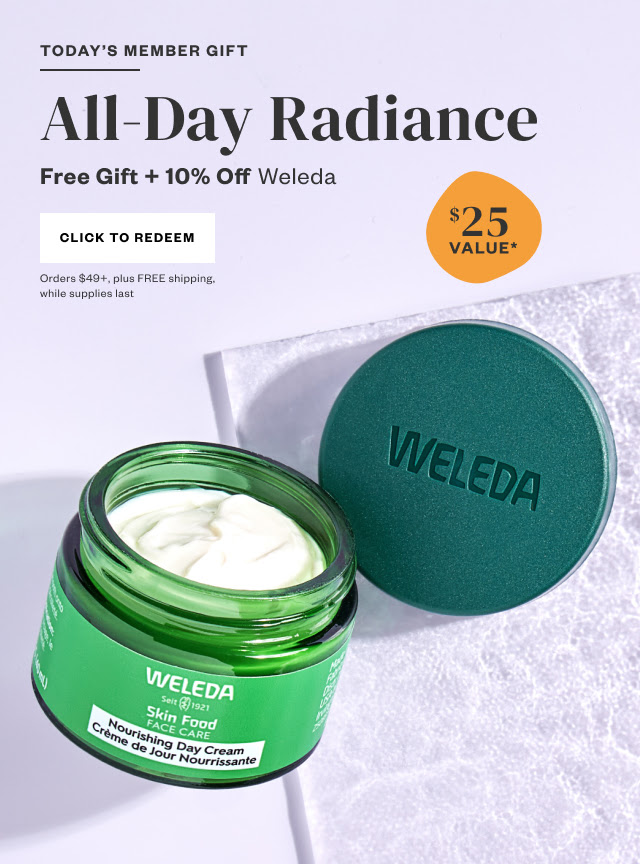 TODAY'S MEMBER GIFT
All-Day Radiance
Free Gift + 10% Off Weleda
CLICK TO REDEEM
Orders $49+, plus FREE shipping,
while supplies last
$25
VALUE*
WELEDA
WELEDA
Seit 1921
Skin Food
FACE CARE
Nourishing Day Cream
Crème de Jour Nourrissante